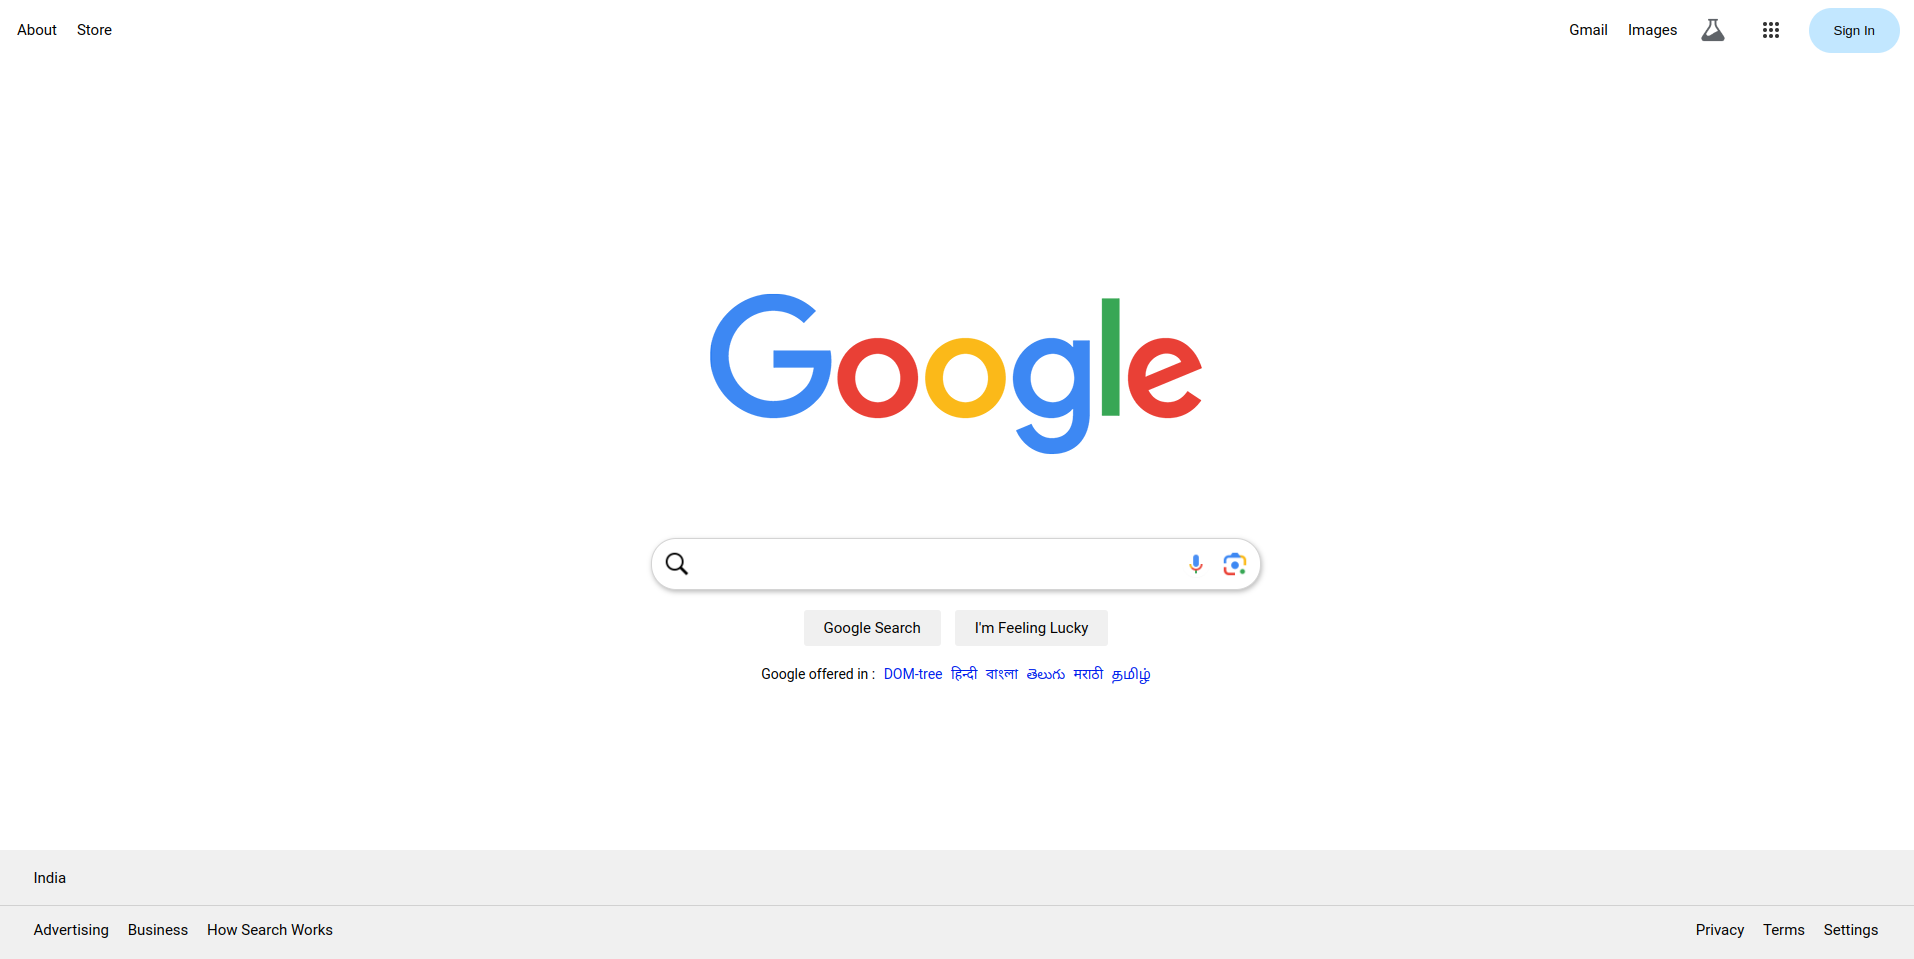 About Store
Gmail Images Sign In
Google
Google Search I'm Feeling Lucky
Google offered in : DOM-tree हिन्दी বাংলা తెలుగు मराठी தமிழ்
India
Advertising Business How Search Works
Privacy Terms Settings